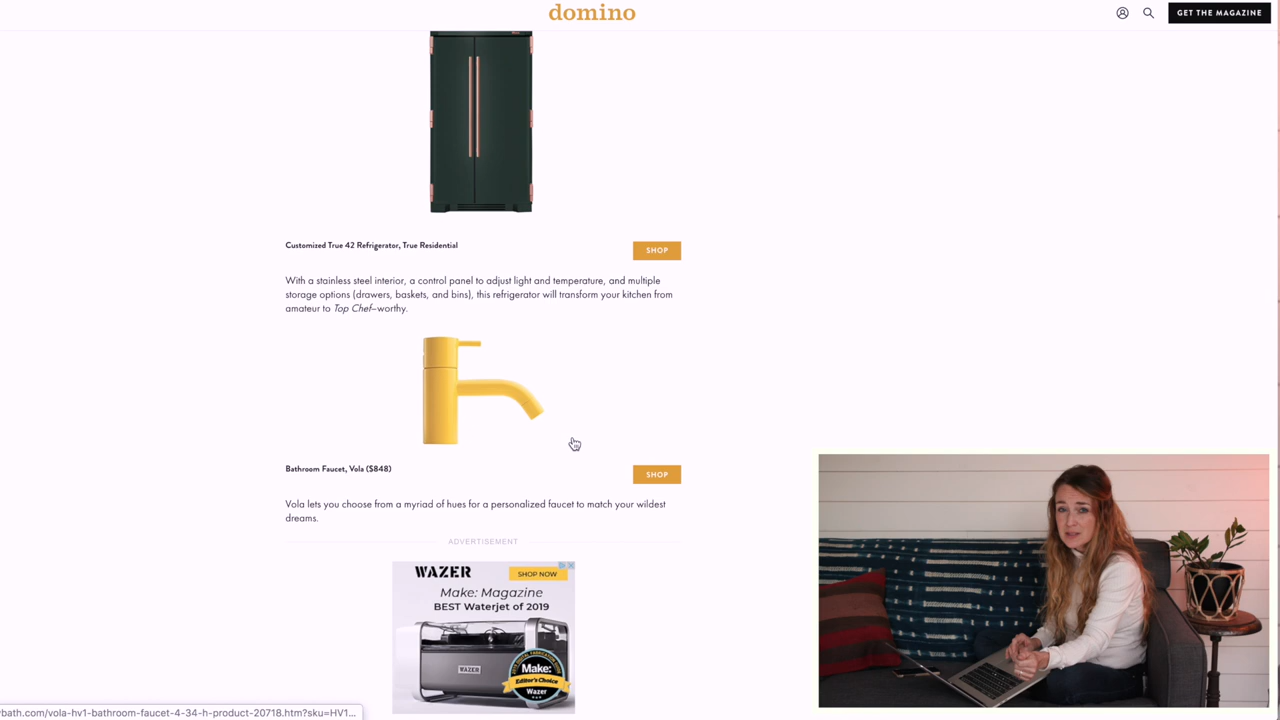 domino
GET THE MAGAZINE
Customized True 42 Refrigerator, True Residential
SHOP
With a stainless steel interior, a control panel to adjust light and temperature, and multiple
storage options (drawers, baskets, and bins), this refrigerator will transform your kitchen from
amateur to Top Chef–worthy.
Bathroom Faucet, Vola ($848)
SHOP
Vola lets you choose from a myriad of hues for a personalized faucet to match your wildest
dreams.
ADVERTISEMENT
WAZER
SHOP NOW
Make: Magazine
BEST Waterjet of 2019
WAZER
Make:
Editor's Choice
Wazer
bath.com/vola-hv1-bathroom-faucet-4-34-h-product-20718.htm?sku=HV1...